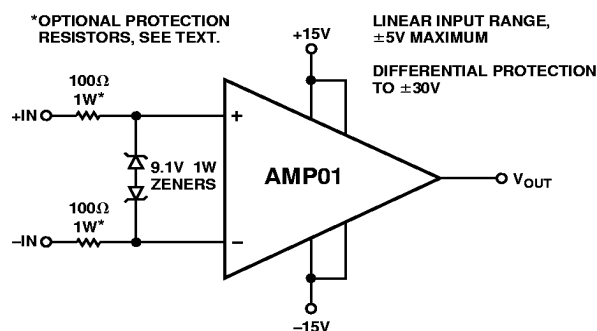 *OPTIONAL PROTECTION
RESISTORS, SEE TEXT.
+15V
LINEAR INPUT RANGE,
±5V MAXIMUM
DIFFERENTIAL PROTECTION
TO ±30V
100Ω
1W*
+IN
+
9.1V 1W
ZENERS
AMP01
VOUT
100Ω
1W*
–IN
–
–15V